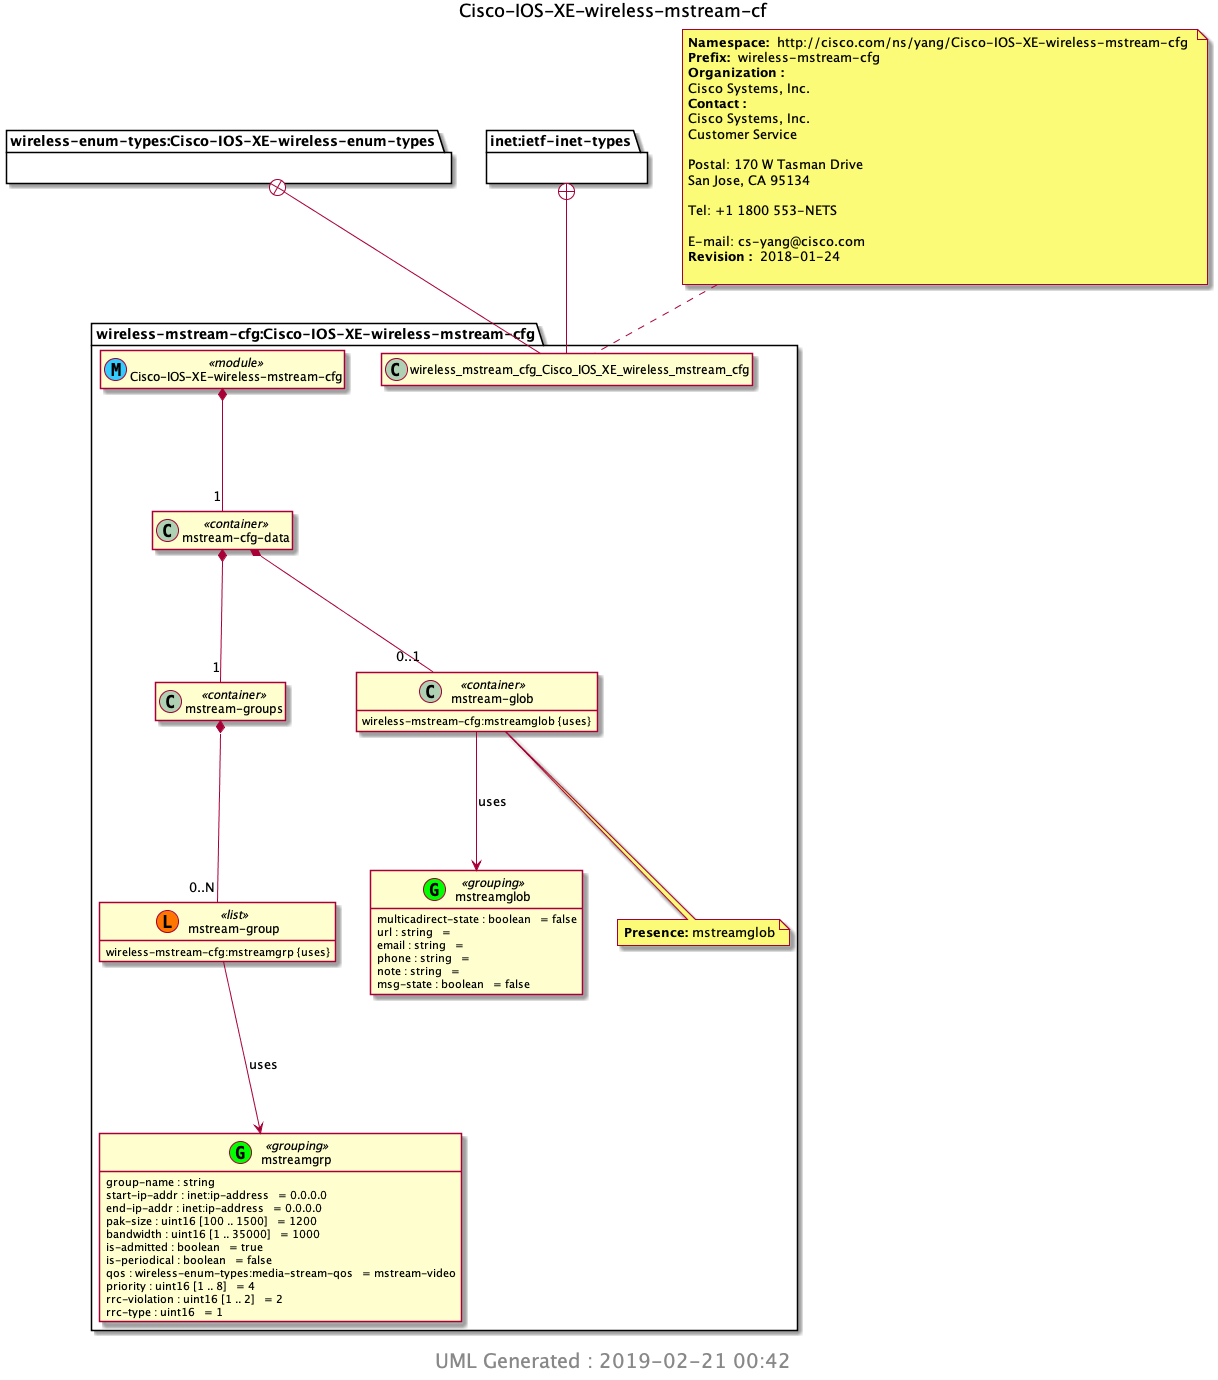 Cisco-IOS-XE-wireless-mstream-cf
Namespace: http://cisco.com/ns/yang/Cisco-IOS-XE-wireless-mstream-cfg
Prefix: wireless-mstream-cfg
Organization :
Cisco Systems, Inc.
Contact :
Cisco Systems, Inc.
Customer Service
Postal: 170 W Tasman Drive
San Jose, CA 95134
Tel: +1 1800 553-NETS
E-mail: cs-yang@cisco.com
Revision : 2018-01-24
wireless-enum-types:Cisco-IOS-XE-wireless-enum-types
inet:ietf-inet-types
wireless-mstream-cfg:Cisco-IOS-XE-wireless-mstream-cfg
M
«module»
Cisco-IOS-XE-wireless-mstream-cfg
C wireless_mstream_cfg_Cisco_IOS_XE_wireless_mstream_cfg
1
C
«container»
mstream-cfg-data
1
0..1
C
«container»
mstream-groups
C
«container»
mstream-glob
wireless-mstream-cfg:mstreamglob {uses}
uses
0..N
L
«list»
mstream-group
wireless-mstream-cfg:mstreamgrp {uses}
G
«grouping»
mstreamglob
multicadirect-state : boolean = false
url : string =
email : string =
phone : string =
note : string =
msg-state : boolean = false
Presence: mstreamglob
uses
G
«grouping»
mstreamgrp
group-name : string
start-ip-addr : inet:ip-address = 0.0.0.0
end-ip-addr : inet:ip-address = 0.0.0.0
pak-size : uint16 [100 .. 1500] = 1200
bandwidth : uint16 [1 .. 35000] = 1000
is-admitted : boolean = true
is-periodical : boolean = false
qos : wireless-enum-types:media-stream-qos = mstream-video
priority : uint16 [1 .. 8] = 4
rrc-violation : uint16 [1 .. 2] = 2
rrc-type : uint16 = 1
UML Generated : 2019-02-21 00:42